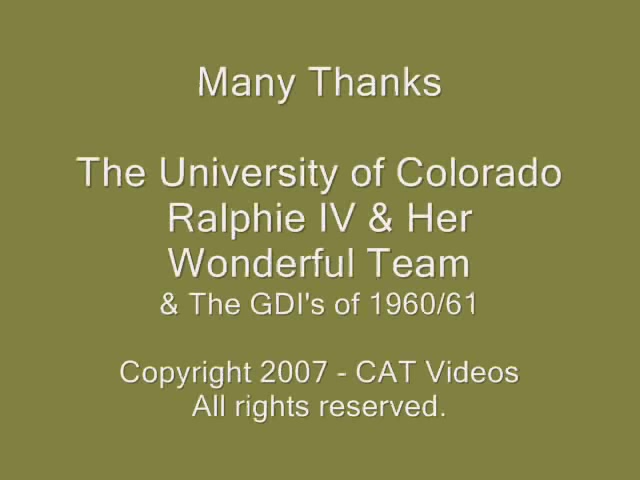 Many Thanks
The University of Colorado
Ralphie IV & Her
Wonderful Team
& The GDI's of 1960/61
Copyright 2007 - CAT Videos
All rights reserved.